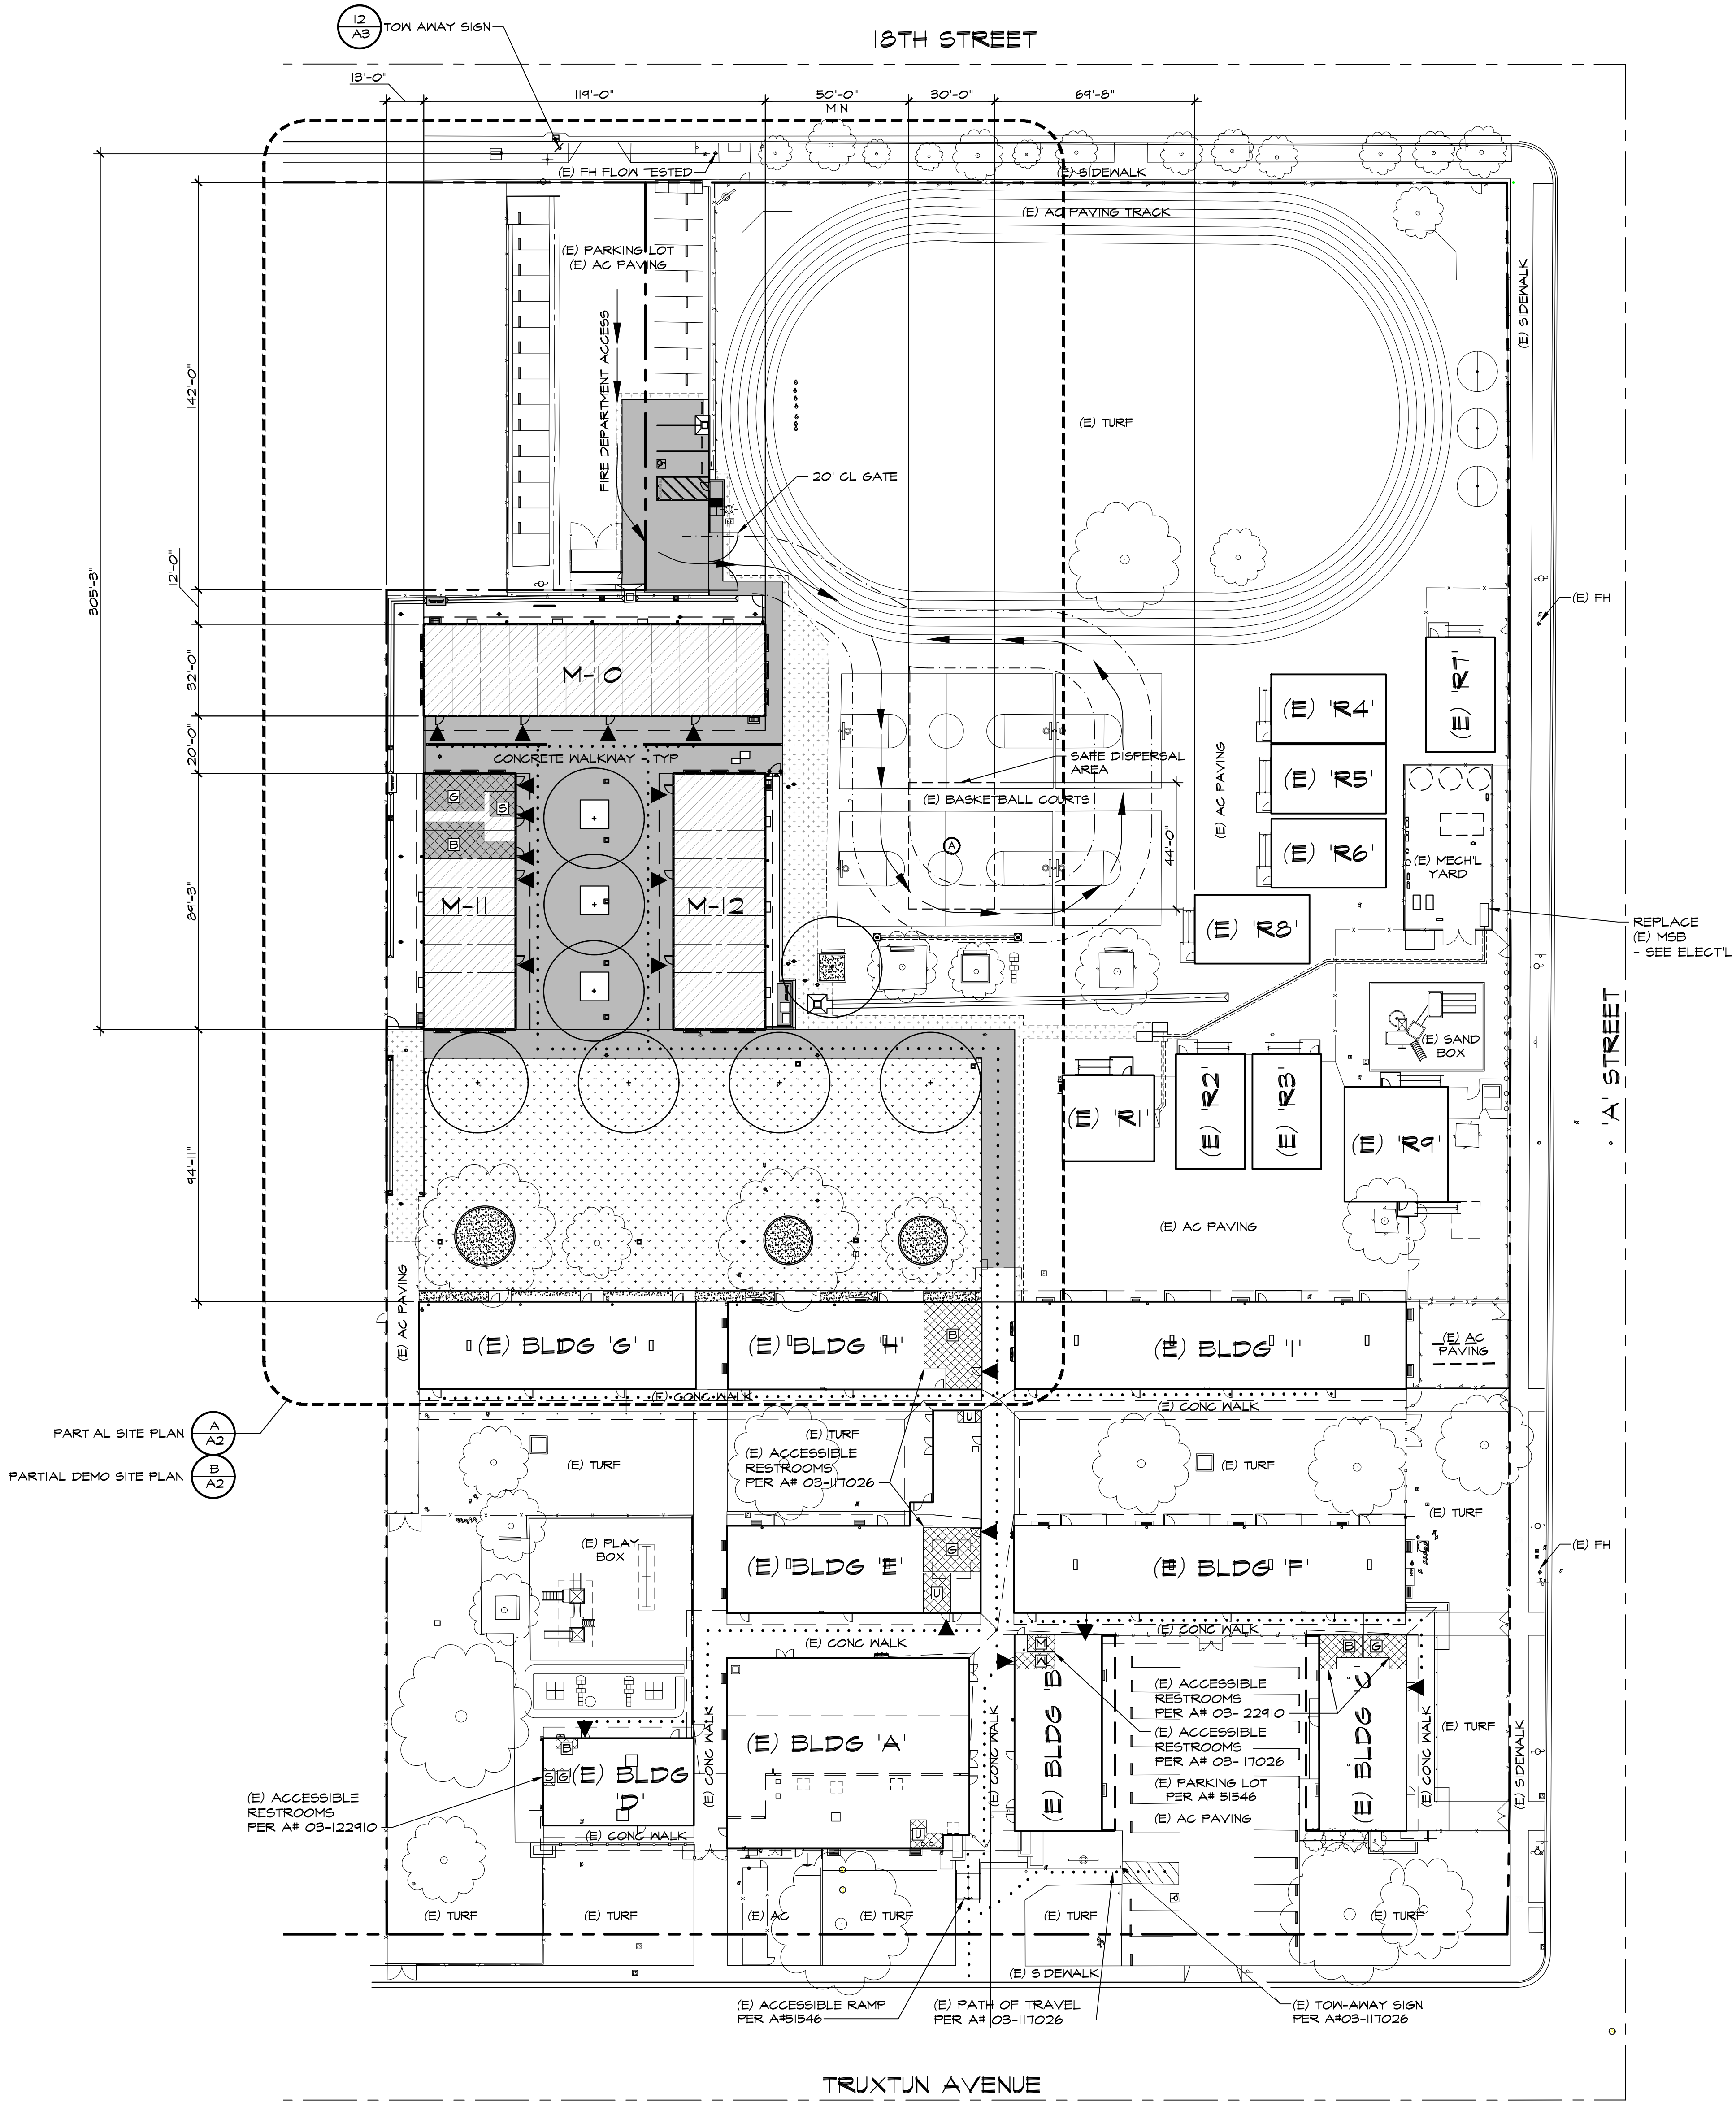 12
A3
TOW AWAY SIGN
18TH STREET
13'-0"
119'-0"
50'-0"
MIN
30'-0"
69'-8"
(E) FH FLOW TESTED
(E) SIDEWALK
(E) AC PAVING TRACK
(E) PARKING LOT
(E) AC PAVING
(E) SIDEWALK
FIRE DEPARTMENT ACCESS
142'-0"
(E) TURF
20' CL GATE
305'-3"
12'-0"
(E) FH
32'-0"
M-10
(E) 'R7'
(E) 'R4'
20'-0"
CONCRETE WALKWAY - TYP
SAFE DISPERSAL
AREA
(E) AC PAVING
(E) 'R5'
G
S
B
(E) BASKETBALL COURTS
A
44'-0"
(E) 'R6'
(E) MECH'L
YARD
89'-3"
M-11
M-12
(E) 'R8'
REPLACE
(E) MSB
- SEE ELECT'L
'A' STREET
(E) SAND
BOX
(E) 'R1'
(E) 'R2'
(E) 'R3'
(E) 'R9'
94'-11"
(E) AC PAVING
(E) AC PAVING
(E) BLDG 'G'
(E) BLDG 'H'
B
(E) BLDG 'I'
(E) AC
PAVING
(E) CONC WALK
(E) CONC WALK
PARTIAL SITE PLAN
A
A2
PARTIAL DEMO SITE PLAN
B
A2
(E) TURF
(E) TURF
(E) ACCESSIBLE
RESTROOMS
PER A# 03-117026
U
(E) TURF
(E) TURF
(E) PLAY
BOX
(E) BLDG 'E'
G
U
(E) BLDG 'F'
(E) FH
(E) CONC WALK
(E) CONC WALK
M
W
B
G
(E) CONC WALK
(E) BLDG 'A'
(E) CONC WALK
(E) BLDG 'B'
(E) ACCESSIBLE
RESTROOMS
PER A# 03-122910
(E) ACCESSIBLE
RESTROOMS
PER A# 03-117026
(E) PARKING LOT
PER A# 51546
(E) AC PAVING
(E) BLDG 'C'
(E) CONC WALK
(E) TURF
(E) SIDEWALK
B
S
G
(E) BLDG
'D'
(E) ACCESSIBLE
RESTROOMS
PER A# 03-122910
(E) CONC WALK
U
(E) TURF
(E) TURF
(E) AC
(E) TURF
(E) TURF
(E) TURF
(E) SIDEWALK
(E) ACCESSIBLE RAMP
PER A#51546
(E) PATH OF TRAVEL
PER A# 03-117026
(E) TOW-AWAY SIGN
PER A#03-117026
TRUXTUN AVENUE